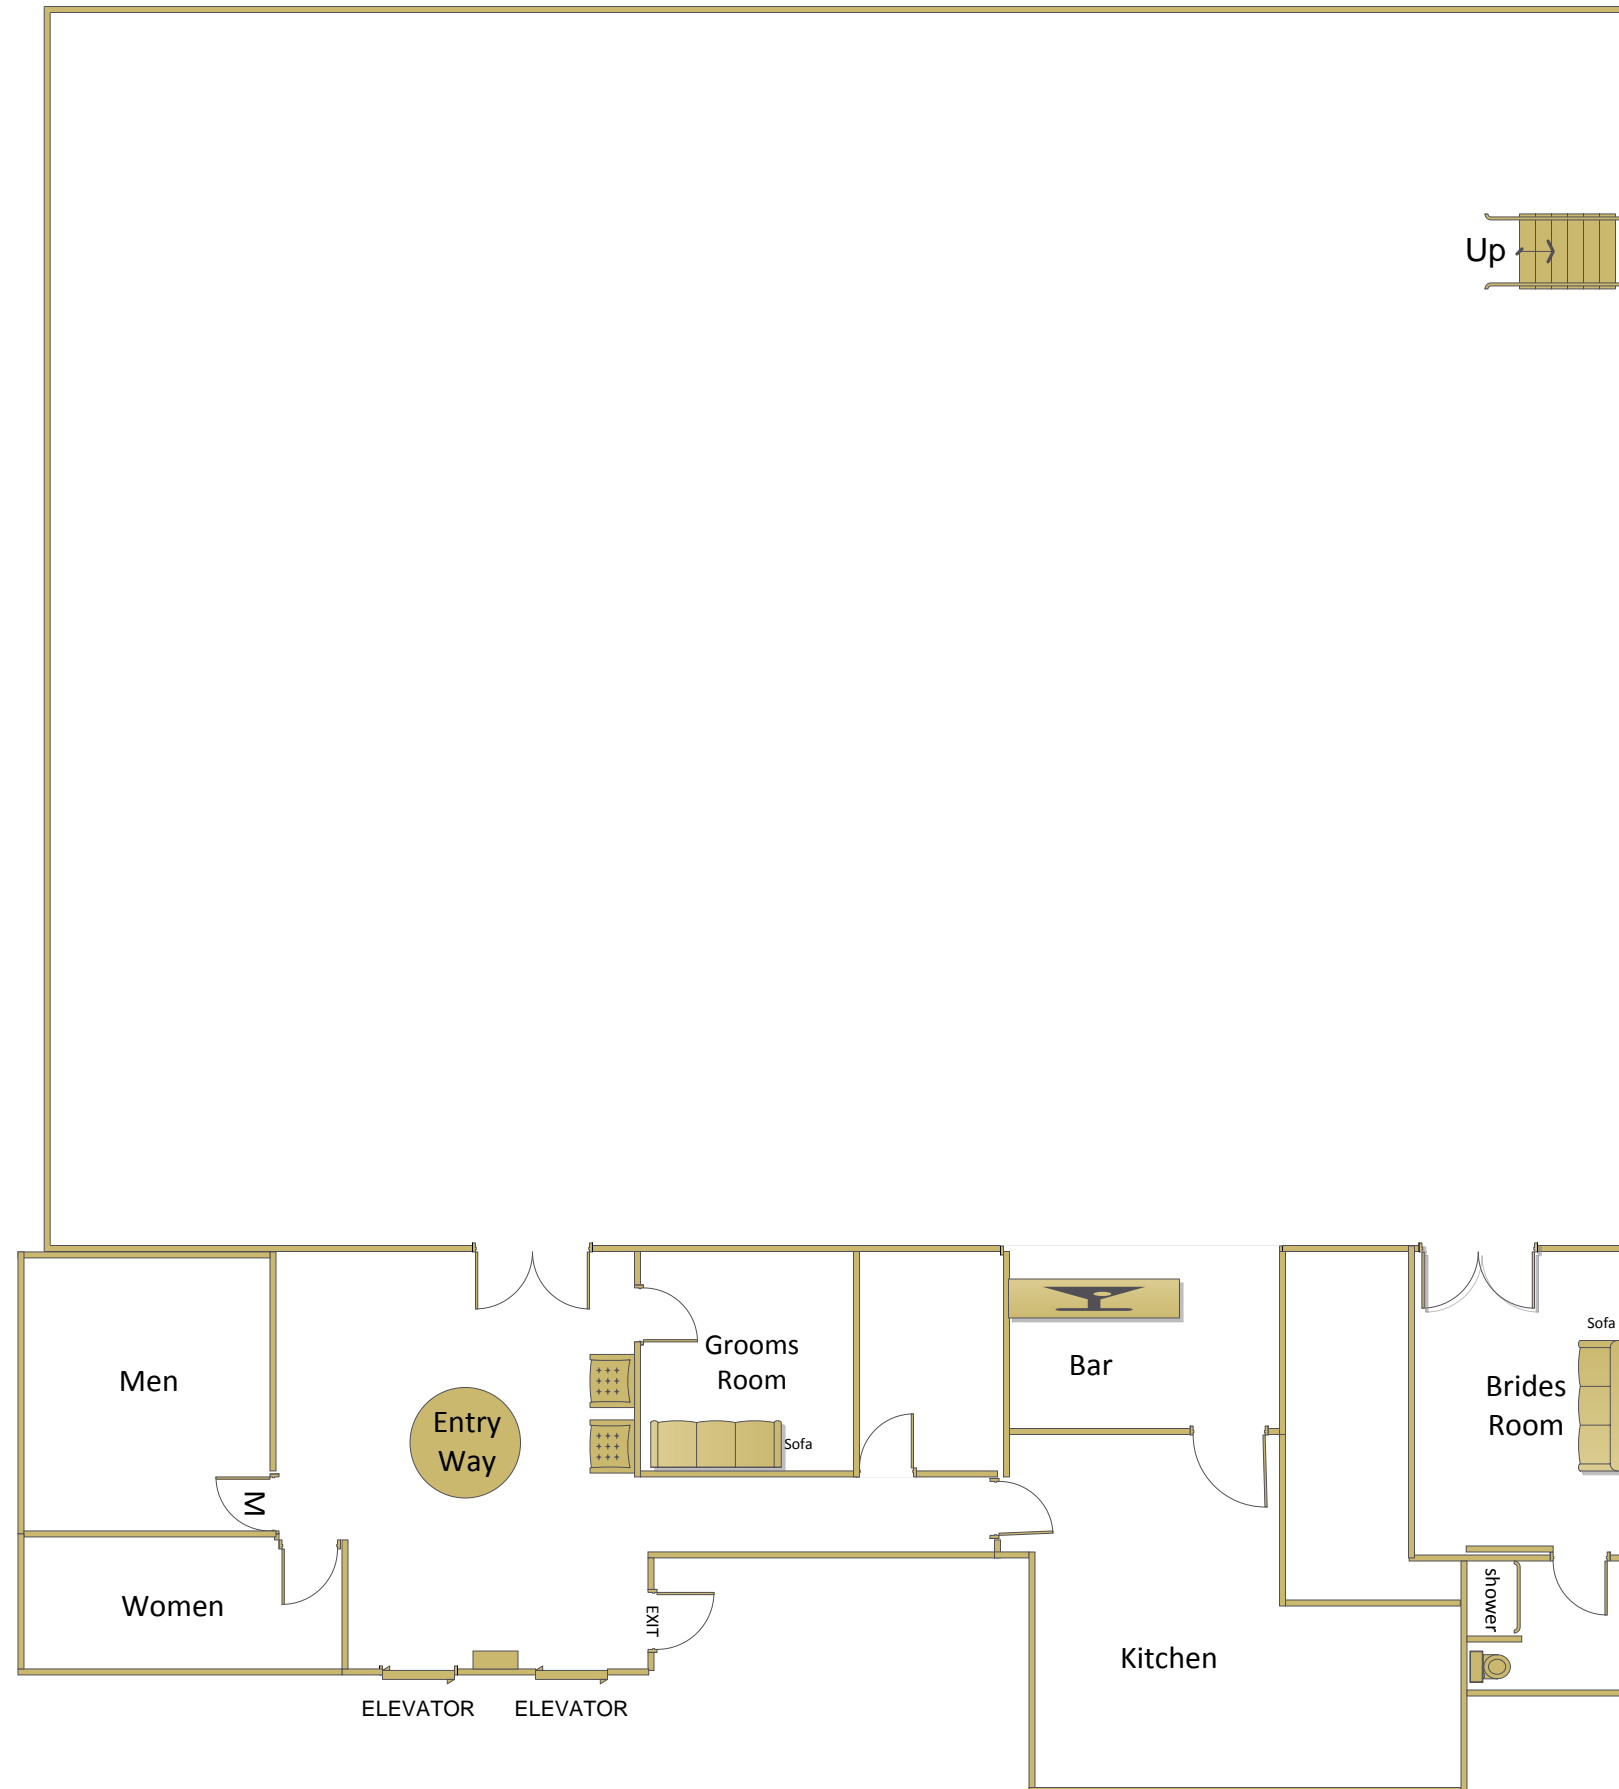 Up
Sofa
Grooms
Room
Bar
Men
Brides
Room
Entry
Way
Sofa
M
shower
Women
EXIT
Kitchen
ELEVATOR
ELEVATOR